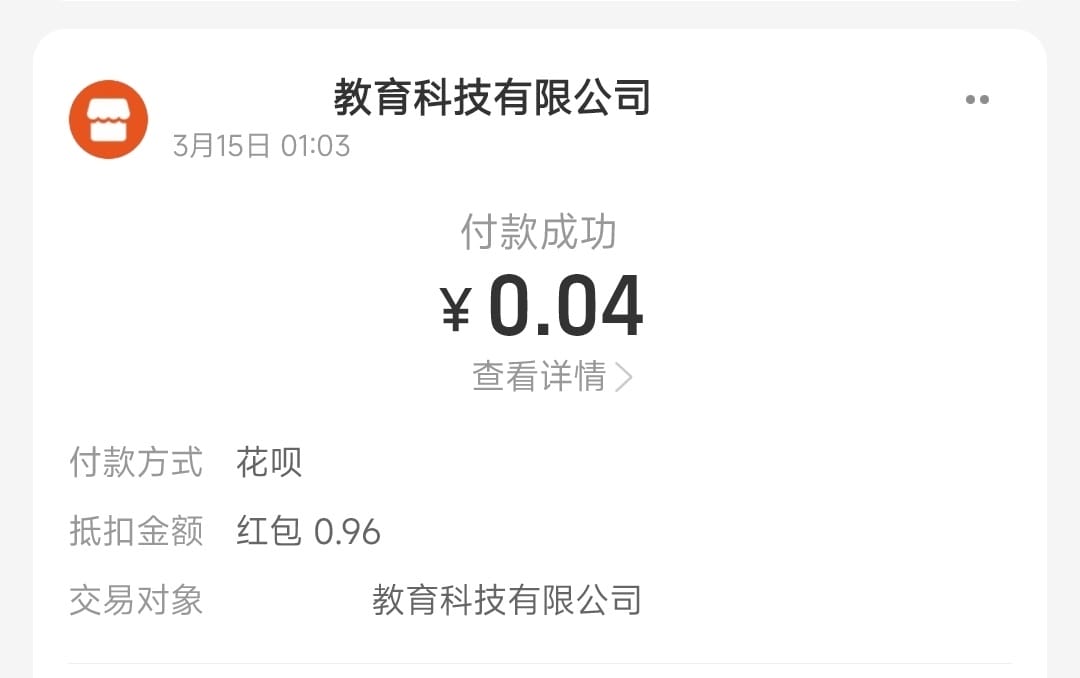 教育科技有限公司
3月15日 01:03
付款成功
¥0.04
查看详情
付款方式 花呗
抵扣金额 红包 0.96
交易对象 教育科技有限公司